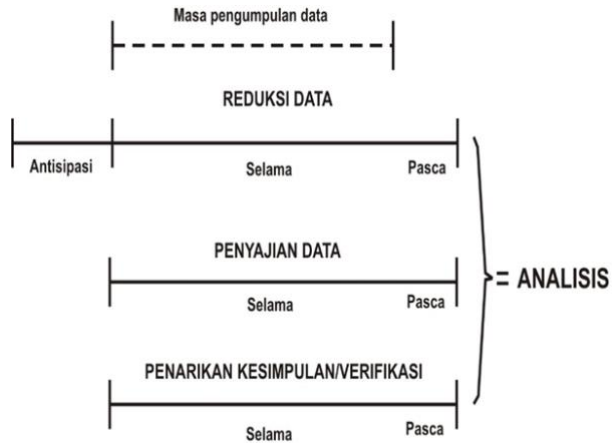 Masa pengumpulan data
REDUKSI DATA
Antisipasi Selama Pasca
PENYAJIAN DATA
Selama Pasca
= ANALISIS
PENARIKAN KESIMPULAN/VERIFIKASI
Selama Pasca